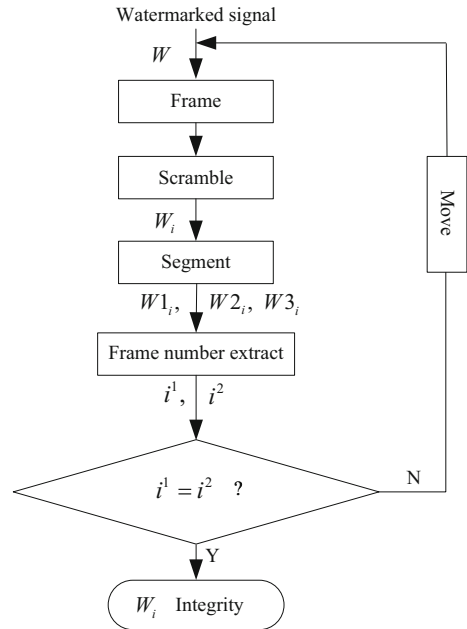 Watermarked signal
W
Frame
Scramble
W_i
Segment
W1_i, W2_i, W3_i
Frame number extract
i^1, i^2
i^1 = i^2 ?
N
Move
Y
W_i Integrity